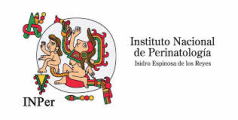 INPer
Instituto Nacional
de Perinatología
Isidro Espinosa de los Reyes